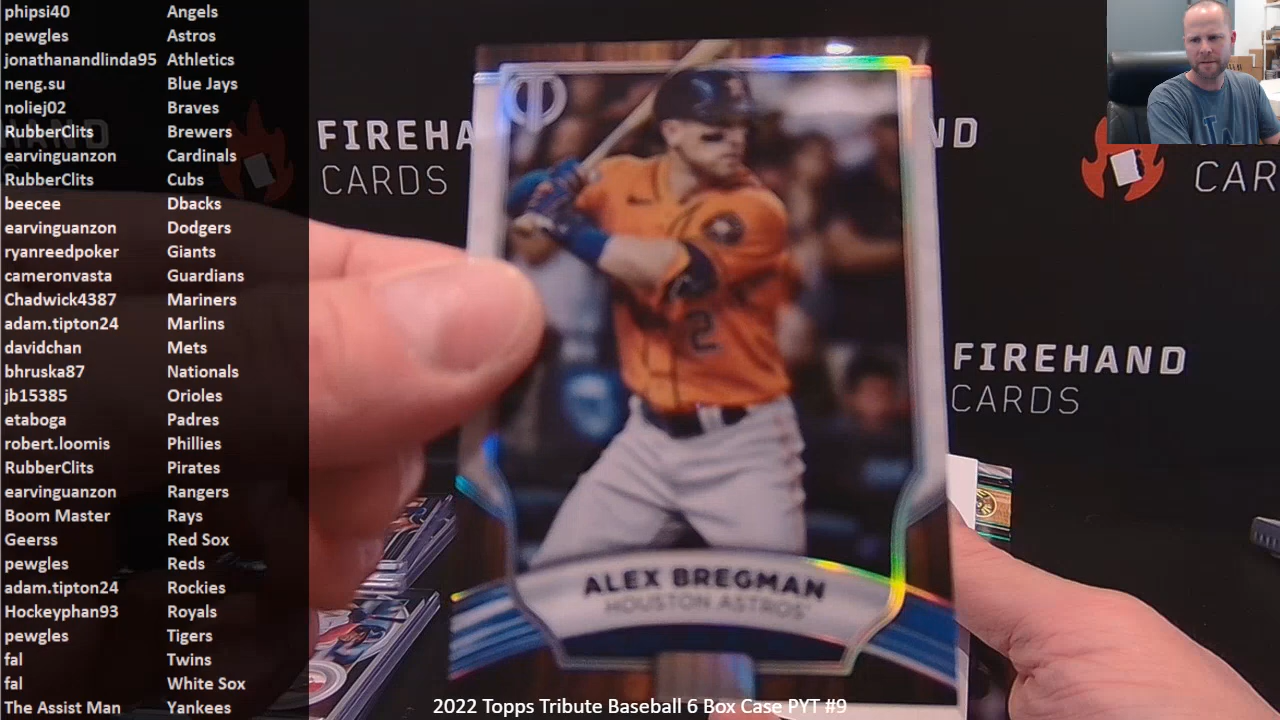 phipsi40 Angels
pewgles Astros
jonathanandlinda95 Athletics
neng.su Blue Jays
noliej02 Braves
RubberClits Brewers
earvinguanzon Cardinals
RubberClits Cubs
beecee Dbacks
earvinguanzon Dodgers
ryanreedpoker Giants
cameronvasta Guardians
Chadwick4387 Mariners
adam.tipton24 Marlins
davidchan Mets
bhruska87 Nationals
jb15385 Orioles
etaboga Padres
robert.loomis Phillies
RubberClits Pirates
earvinguanzon Rangers
Boom Master Rays
Geerss Red Sox
pewgles Reds
adam.tipton24 Rockies
Hockeyphan93 Royals
pewgles Tigers
fal Twins
fal White Sox
The Assist Man Yankees
FIREHA
CARDS
ND
CAR
FIREHAND
CARDS
2
ALEX BREGMAN
HOUSTON ASTROS
2022 Topps Tribute Baseball 6 Box Case PYT #9